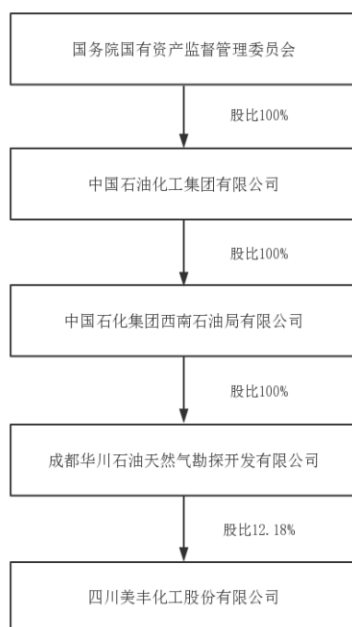 国务院国有资产监督管理委员会
股比100%
中国石油化工集团有限公司
股比100%
中国石化集团西南石油局有限公司
股比100%
成都华川石油天然气勘探开发有限公司
股比12.18%
四川美丰化工股份有限公司